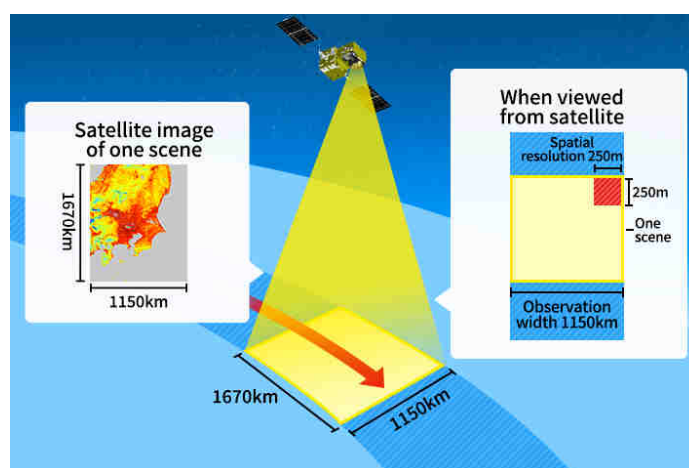 Satellite image
of one scene
1670km
1150km
When viewed
from satellite
Spatial
resolution 250m
250m
One
scene
Observation
width 1150km
1670km
1150km